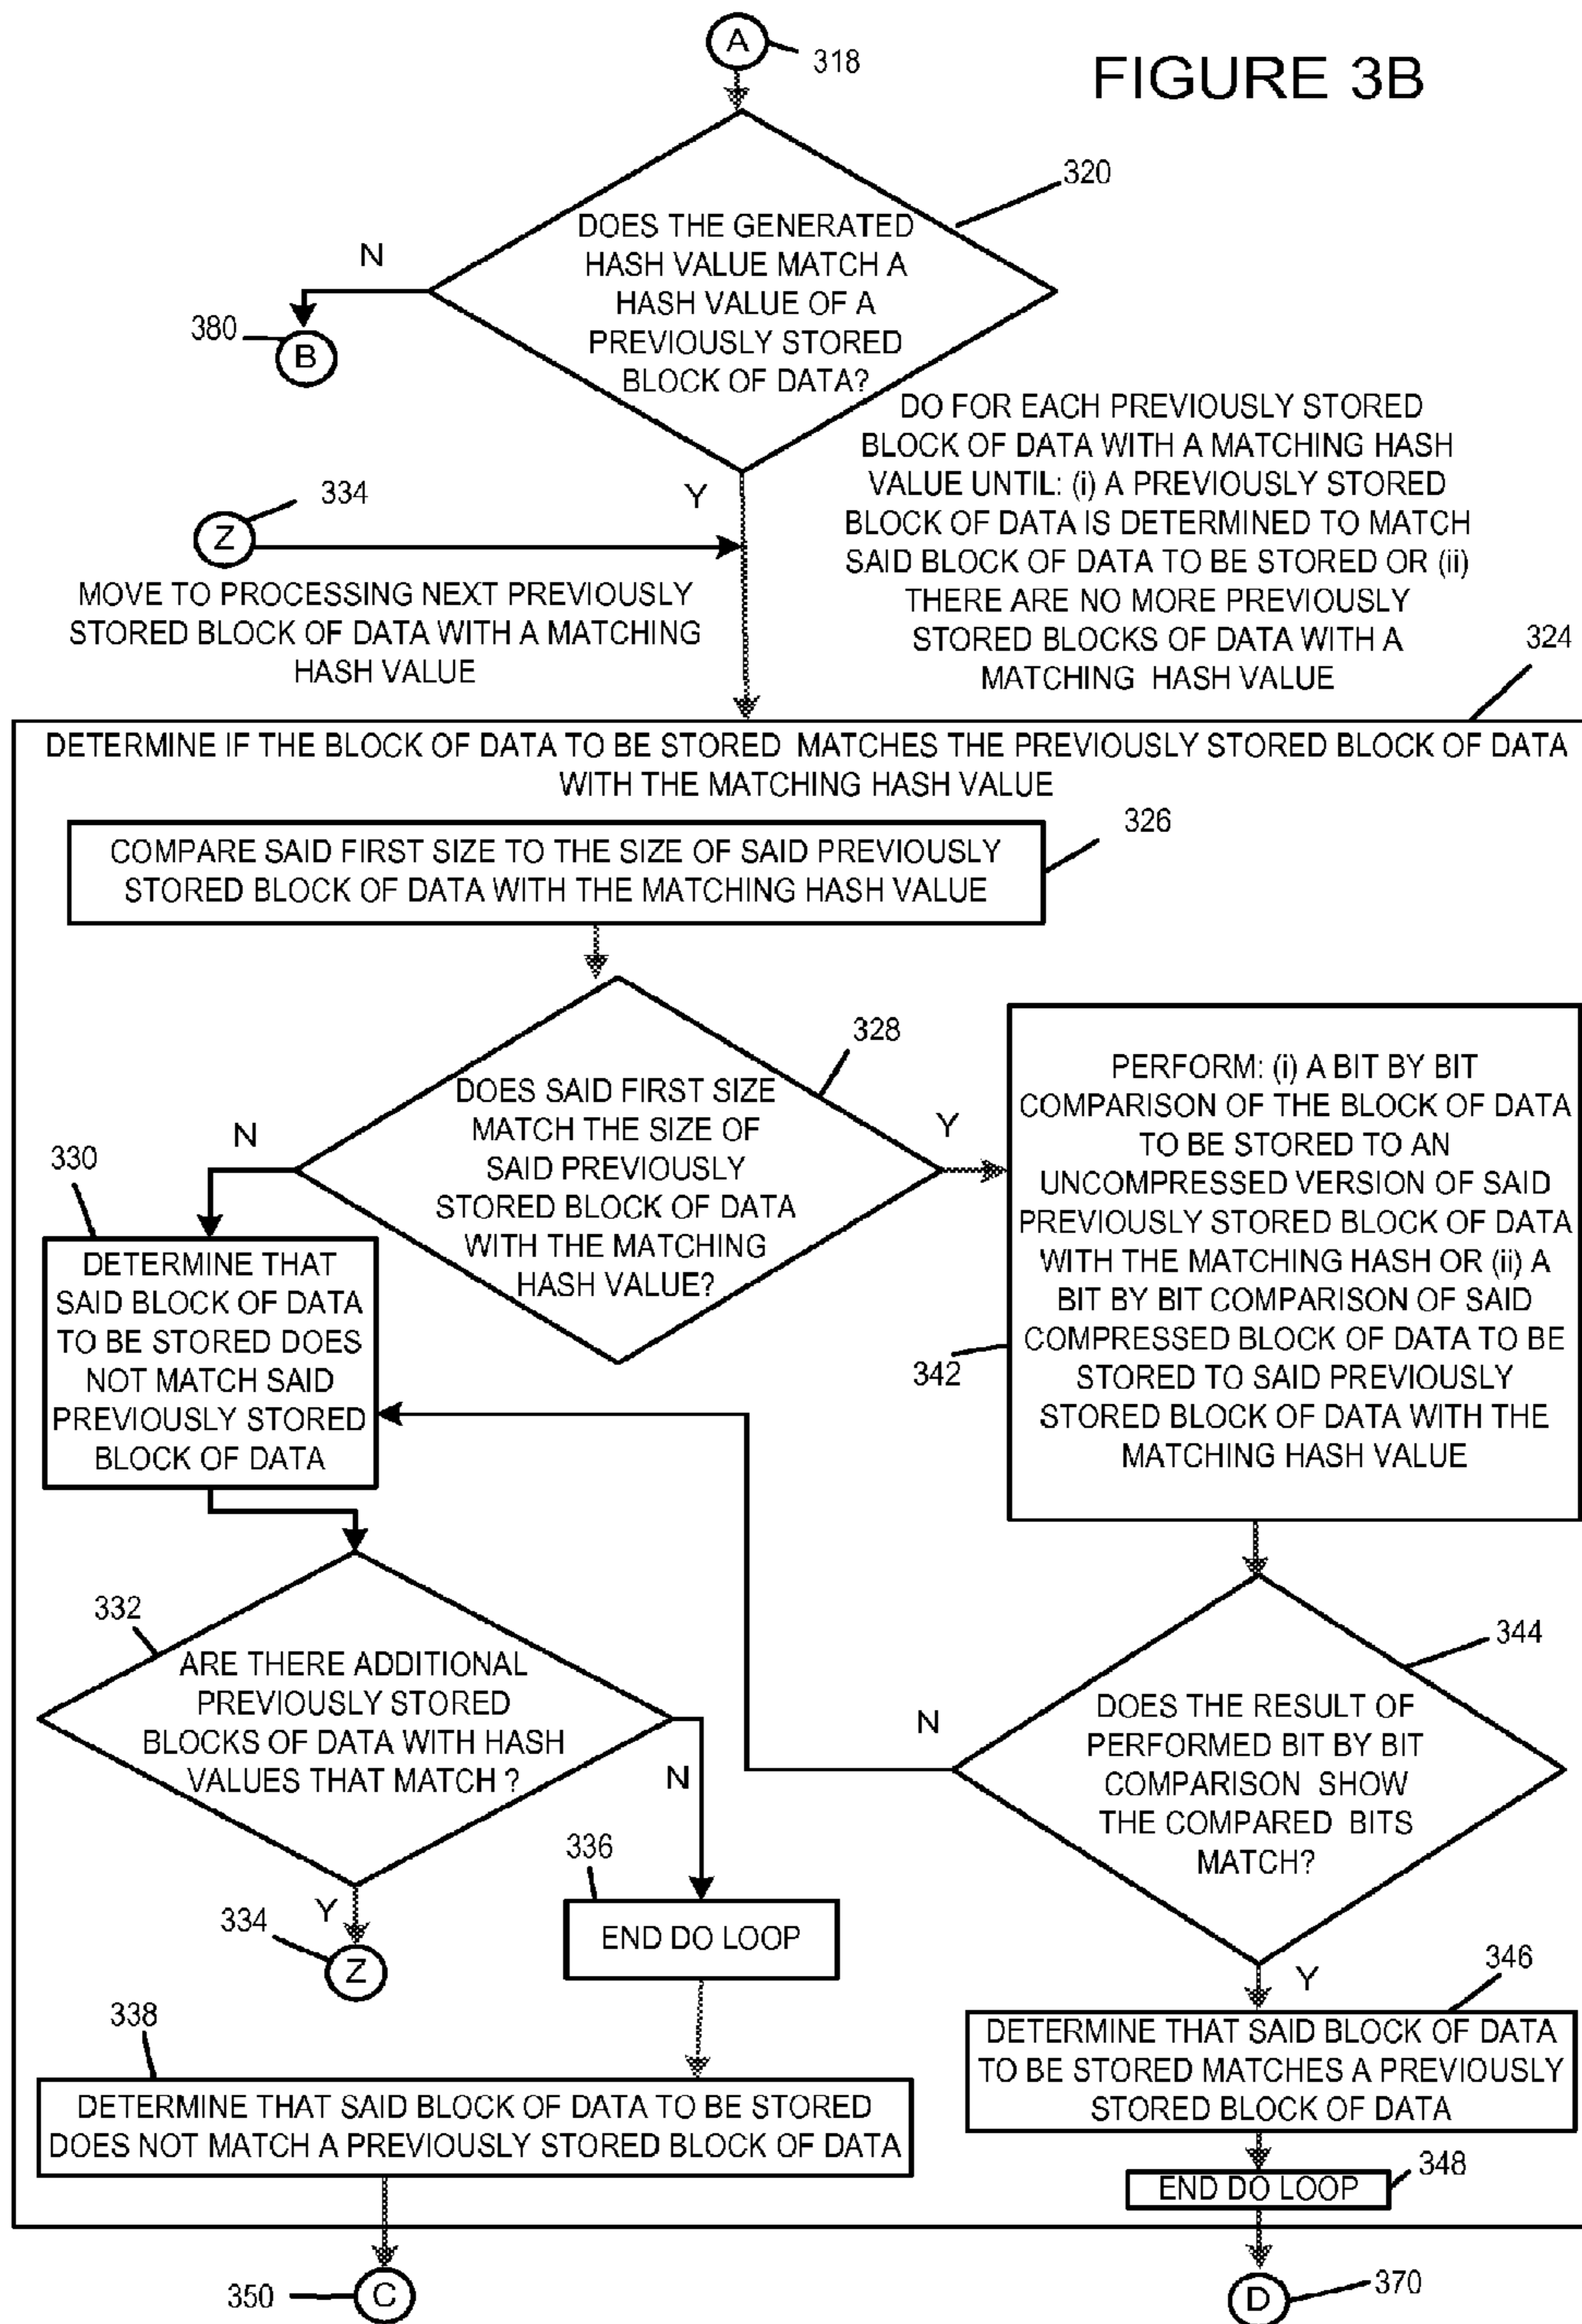 FIGURE 3B
A
318
320
DOES THE GENERATED
HASH VALUE MATCH A
HASH VALUE OF A
PREVIOUSLY STORED
BLOCK OF DATA?
N
380
B
Y
DO FOR EACH PREVIOUSLY STORED
BLOCK OF DATA WITH A MATCHING HASH
VALUE UNTIL: (i) A PREVIOUSLY STORED
BLOCK OF DATA IS DETERMINED TO MATCH
SAID BLOCK OF DATA TO BE STORED OR (ii)
THERE ARE NO MORE PREVIOUSLY
STORED BLOCKS OF DATA WITH A
MATCHING HASH VALUE
334
Z
MOVE TO PROCESSING NEXT PREVIOUSLY
STORED BLOCK OF DATA WITH A MATCHING
HASH VALUE
324
DETERMINE IF THE BLOCK OF DATA TO BE STORED MATCHES THE PREVIOUSLY STORED BLOCK OF DATA
WITH THE MATCHING HASH VALUE
326
COMPARE SAID FIRST SIZE TO THE SIZE OF SAID PREVIOUSLY
STORED BLOCK OF DATA WITH THE MATCHING HASH VALUE
328
DOES SAID FIRST SIZE
MATCH THE SIZE OF
SAID PREVIOUSLY
STORED BLOCK OF DATA
WITH THE MATCHING
HASH VALUE?
N
Y
330
DETERMINE THAT
SAID BLOCK OF DATA
TO BE STORED DOES
NOT MATCH SAID
PREVIOUSLY STORED
BLOCK OF DATA
PERFORM: (i) A BIT BY BIT
COMPARISON OF THE BLOCK OF DATA
TO BE STORED TO AN
UNCOMPRESSED VERSION OF SAID
PREVIOUSLY STORED BLOCK OF DATA
WITH THE MATCHING HASH OR (ii) A
BIT BY BIT COMPARISON OF SAID
COMPRESSED BLOCK OF DATA TO BE
STORED TO SAID PREVIOUSLY
STORED BLOCK OF DATA WITH THE
MATCHING HASH VALUE
342
332
ARE THERE ADDITIONAL
PREVIOUSLY STORED
BLOCKS OF DATA WITH HASH
VALUES THAT MATCH ?
N
Y
334
Z
344
DOES THE RESULT OF
PERFORMED BIT BY BIT
COMPARISON SHOW
THE COMPARED BITS
MATCH?
N
Y
336
END DO LOOP
338
DETERMINE THAT SAID BLOCK OF DATA TO BE STORED
DOES NOT MATCH A PREVIOUSLY STORED BLOCK OF DATA
346
DETERMINE THAT SAID BLOCK OF DATA
TO BE STORED MATCHES A PREVIOUSLY
STORED BLOCK OF DATA
END DO LOOP
348
350
C
D
370